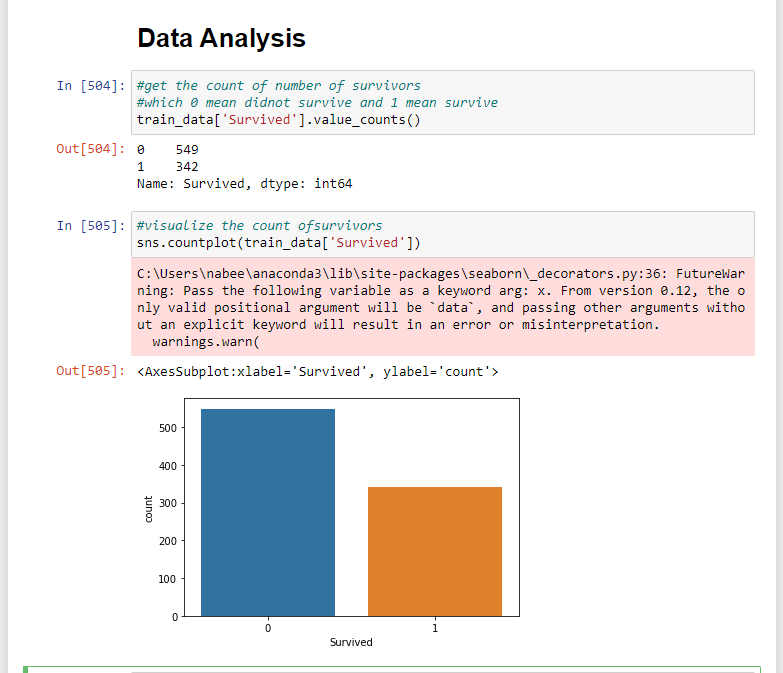 Data Analysis
In [504]: #get the count of number of survivors
#which 0 mean didnot survive and 1 mean survive
train_data['Survived'].value_counts()
Out[504]: 0    549
1    342
Name: Survived, dtype: int64
In [505]: #visualize the count ofsurvivors
sns.countplot(train_data['Survived'])
C:\Users\nabee\anaconda3\lib\site-packages\seaborn\_decorators.py:36: FutureWar
ning: Pass the following variable as a keyword arg: x. From version 0.12, the o
nly valid positional argument will be `data`, and passing other arguments witho
ut an explicit keyword will result in an error or misinterpretation.
  warnings.warn(
Out[505]: <AxesSubplot:xlabel='Survived', ylabel='count'>
500
400
300
200
100
0
count
0 1
Survived